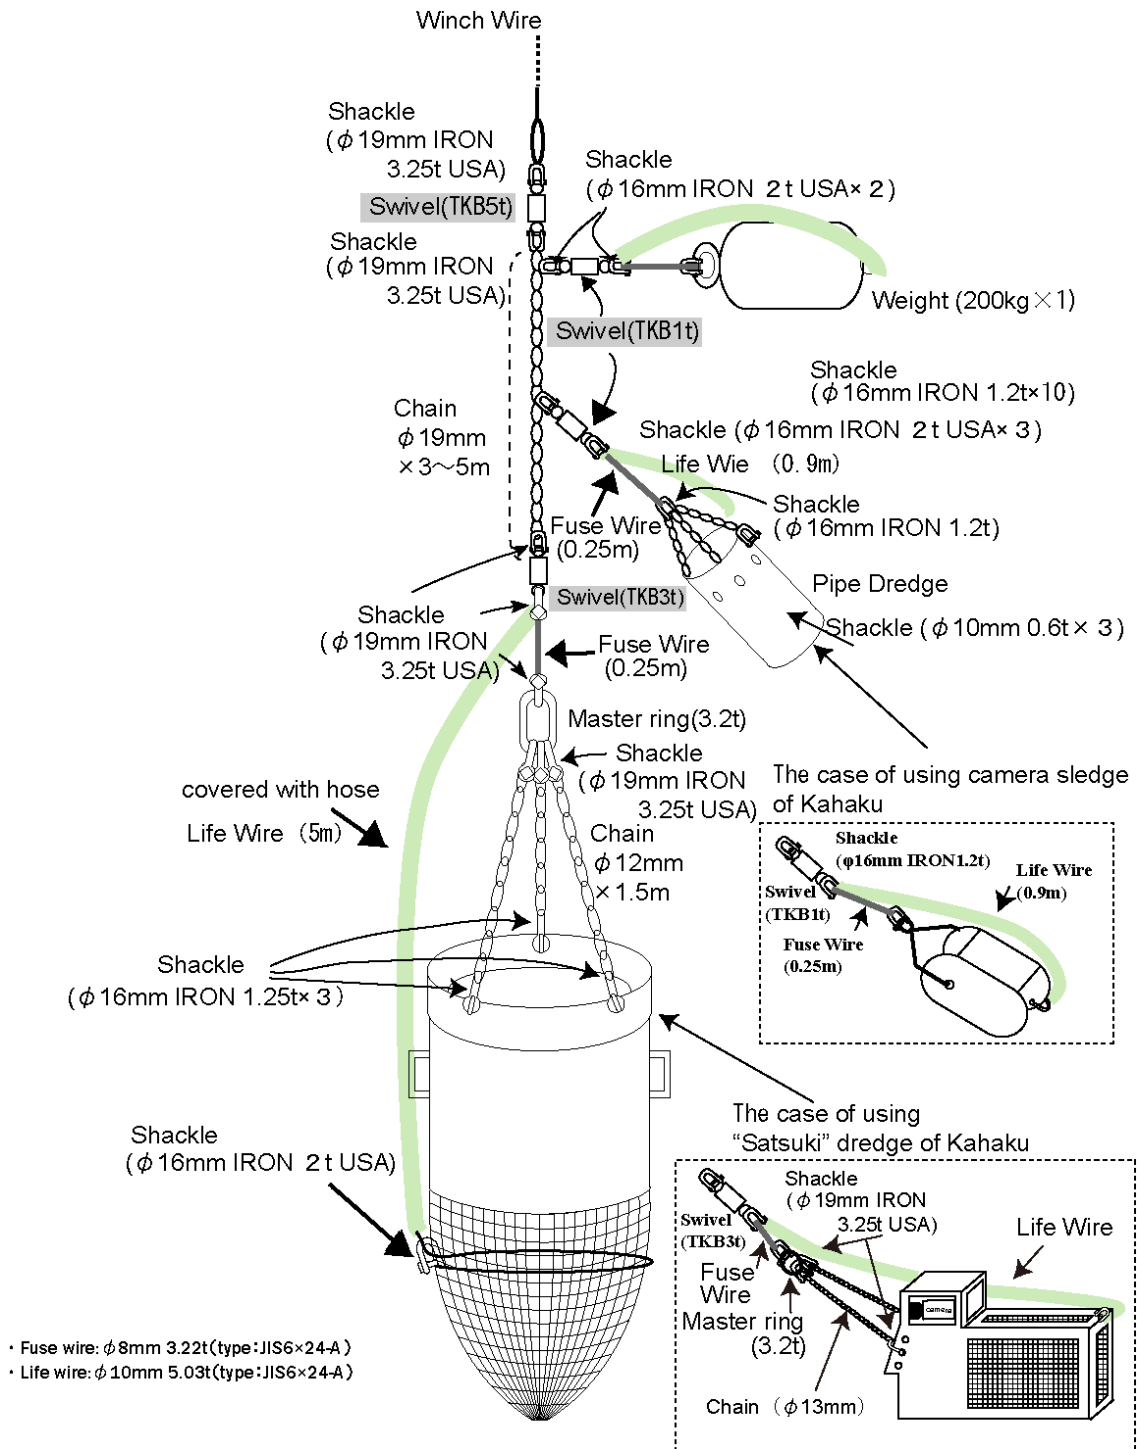 Winch Wire
Shackle
(φ19mm IRON
3.25t USA)
Shackle
(φ16mm IRON 2t USA×2)
Swivel(TKB5t)
Shackle
(φ19mm IRON
3.25t USA)
Weight (200kg×1)
Swivel(TKB1t)
Shackle
(φ16mm IRON 1.2t×10)
Chain
φ19mm
×3～5m
Shackle (φ16mm IRON 2t USA×3)
Life Wie (0.9m)
Shackle
(φ16mm IRON 1.2t)
Fuse Wire
(0.25m)
Pipe Dredge
Swivel(TKB3t)
Shackle
(φ19mm IRON
3.25t USA)
Shackle (φ10mm 0.6t×3)
Fuse Wire
(0.25m)
Master ring(3.2t)
Shackle
(φ19mm IRON
3.25t USA)
The case of using camera sledge
of Kahaku
covered with hose
Life Wire (5m)
Chain
φ12mm
×1.5m
Shackle
(φ16mm IRON1.2t)
Life Wire
(0.9m)
Swivel
(TKB1t)
Fuse Wire
(0.25m)
Shackle
(φ16mm IRON 1.25t×3)
The case of using
“Satsuki” dredge of Kahaku
Shackle
(φ16mm IRON 2t USA)
Shackle
(φ19mm IRON
3.25t USA)
Swivel
(TKB3t)
Life Wire
Fuse
Wire
camera
Master ring
(3.2t)
Chain (φ13mm)
・Fuse wire:φ8mm 3.22t(type:JIS6×24-A)
・Life wire:φ10mm 5.03t(type:JIS6×24-A)